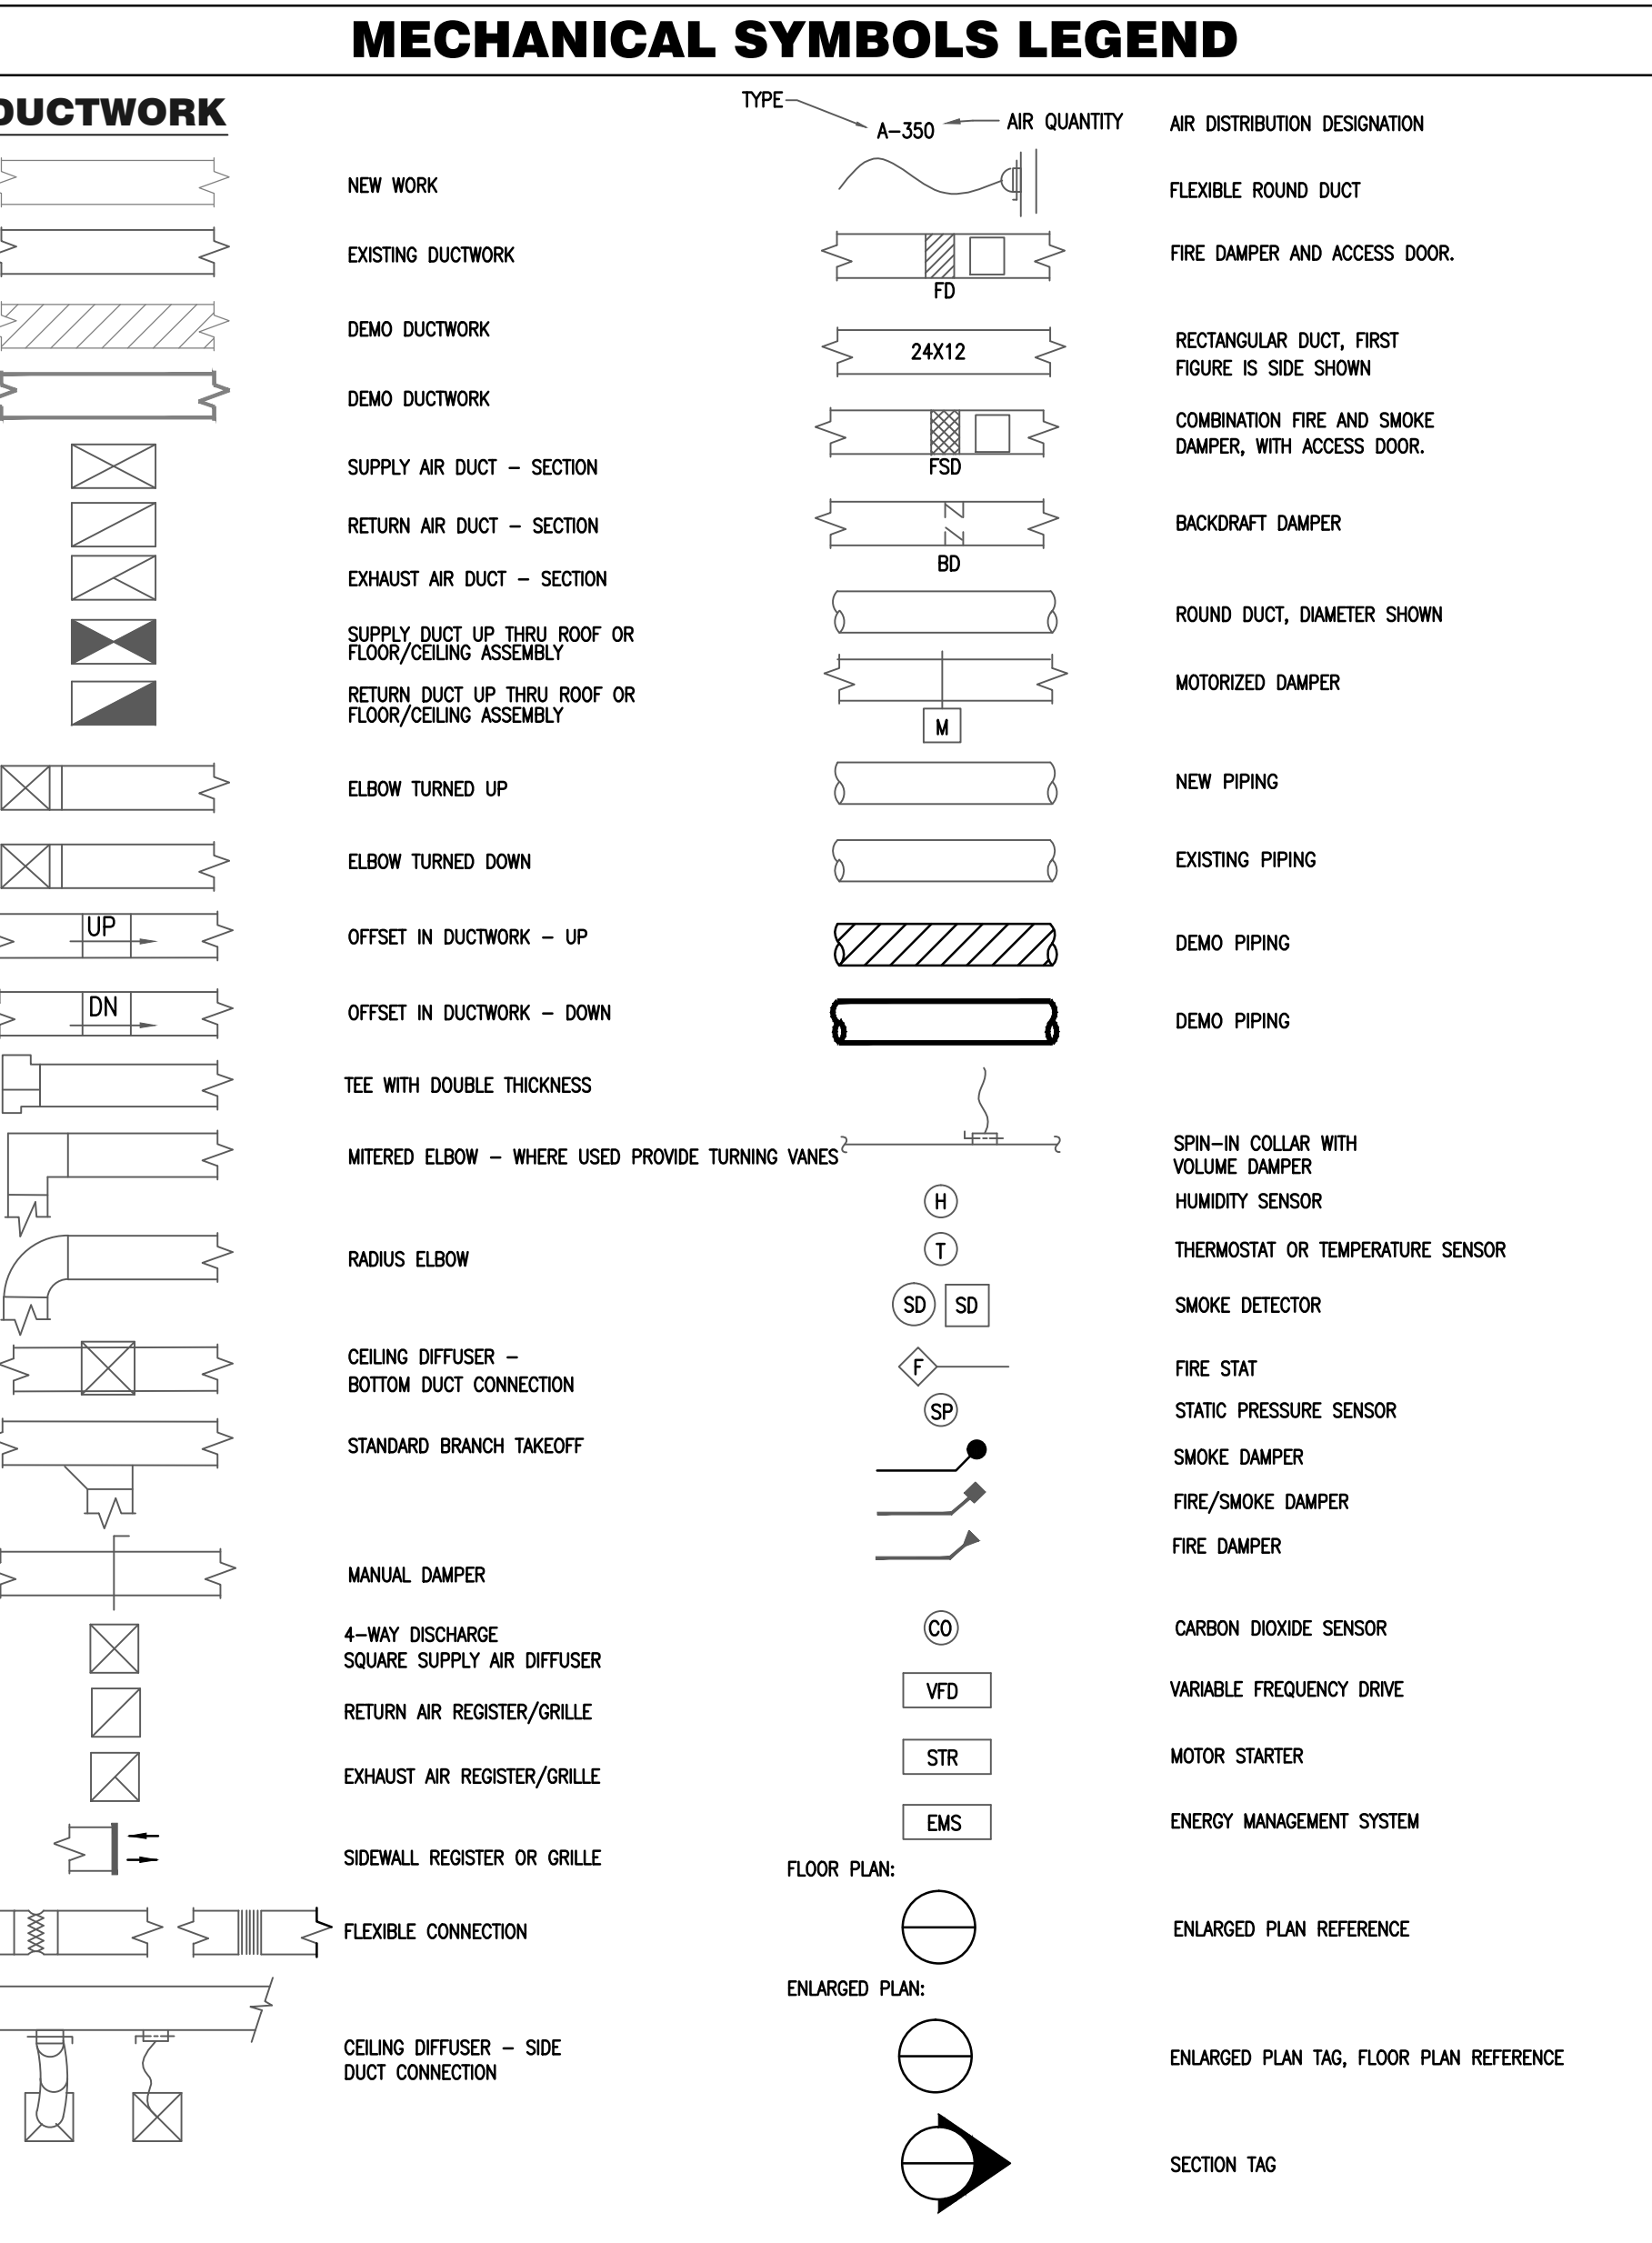 MECHANICAL SYMBOLS LEGEND
DUCTWORK
NEW WORK
EXISTING DUCTWORK
DEMO DUCTWORK
DEMO DUCTWORK
SUPPLY AIR DUCT – SECTION
RETURN AIR DUCT – SECTION
EXHAUST AIR DUCT – SECTION
SUPPLY DUCT UP THRU ROOF OR
FLOOR/CEILING ASSEMBLY
RETURN DUCT UP THRU ROOF OR
FLOOR/CEILING ASSEMBLY
ELBOW TURNED UP
ELBOW TURNED DOWN
UP
OFFSET IN DUCTWORK – UP
DN
OFFSET IN DUCTWORK – DOWN
TEE WITH DOUBLE THICKNESS
MITERED ELBOW – WHERE USED PROVIDE TURNING VANES
RADIUS ELBOW
CEILING DIFFUSER –
BOTTOM DUCT CONNECTION
STANDARD BRANCH TAKEOFF
MANUAL DAMPER
4–WAY DISCHARGE
SQUARE SUPPLY AIR DIFFUSER
RETURN AIR REGISTER/GRILLE
EXHAUST AIR REGISTER/GRILLE
SIDEWALL REGISTER OR GRILLE
FLEXIBLE CONNECTION
CEILING DIFFUSER – SIDE
DUCT CONNECTION
TYPE
A–350
AIR QUANTITY
AIR DISTRIBUTION DESIGNATION
FLEXIBLE ROUND DUCT
FIRE DAMPER AND ACCESS DOOR.
FD
24X12
RECTANGULAR DUCT, FIRST
FIGURE IS SIDE SHOWN
COMBINATION FIRE AND SMOKE
DAMPER, WITH ACCESS DOOR.
FSD
BACKDRAFT DAMPER
BD
ROUND DUCT, DIAMETER SHOWN
MOTORIZED DAMPER
M
NEW PIPING
EXISTING PIPING
DEMO PIPING
DEMO PIPING
SPIN–IN COLLAR WITH
VOLUME DAMPER
H
HUMIDITY SENSOR
T
THERMOSTAT OR TEMPERATURE SENSOR
SD SD
SMOKE DETECTOR
F
FIRE STAT
SP
STATIC PRESSURE SENSOR
SMOKE DAMPER
FIRE/SMOKE DAMPER
FIRE DAMPER
CO
CARBON DIOXIDE SENSOR
VFD
VARIABLE FREQUENCY DRIVE
STR
MOTOR STARTER
EMS
ENERGY MANAGEMENT SYSTEM
FLOOR PLAN:
ENLARGED PLAN REFERENCE
ENLARGED PLAN:
ENLARGED PLAN TAG, FLOOR PLAN REFERENCE
SECTION TAG